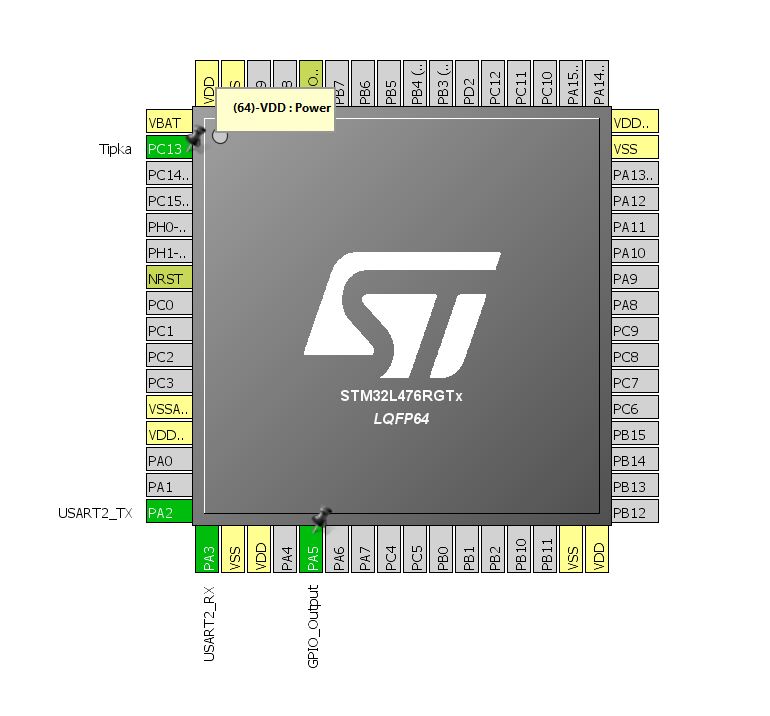 VDD
S
9
B
O..
PB7
PB6
PB5
PB4 (..
PB3 (..
PD2
PC12
PC11
PC10
PA15..
PA14..
(64)-VDD : Power
VBAT
Tipka
PC13
PC14..
PC15..
PH0-..
PH1-..
NRST
PC0
PC1
PC2
PC3
VSSA..
VDD..
PA0
PA1
USART2_TX
PA2
VDD..
VSS
PA13..
PA12
PA11
PA10
PA9
PA8
PC9
PC8
PC7
PC6
PB15
PB14
PB13
PB12
ST
STM32L476RGTx
LQFP64
PA3
VSS
VDD
PA4
PA5
PA6
PA7
PC4
PC5
PB0
PB1
PB2
PB10
PB11
VSS
VDD
USART2_RX
GPIO_Output